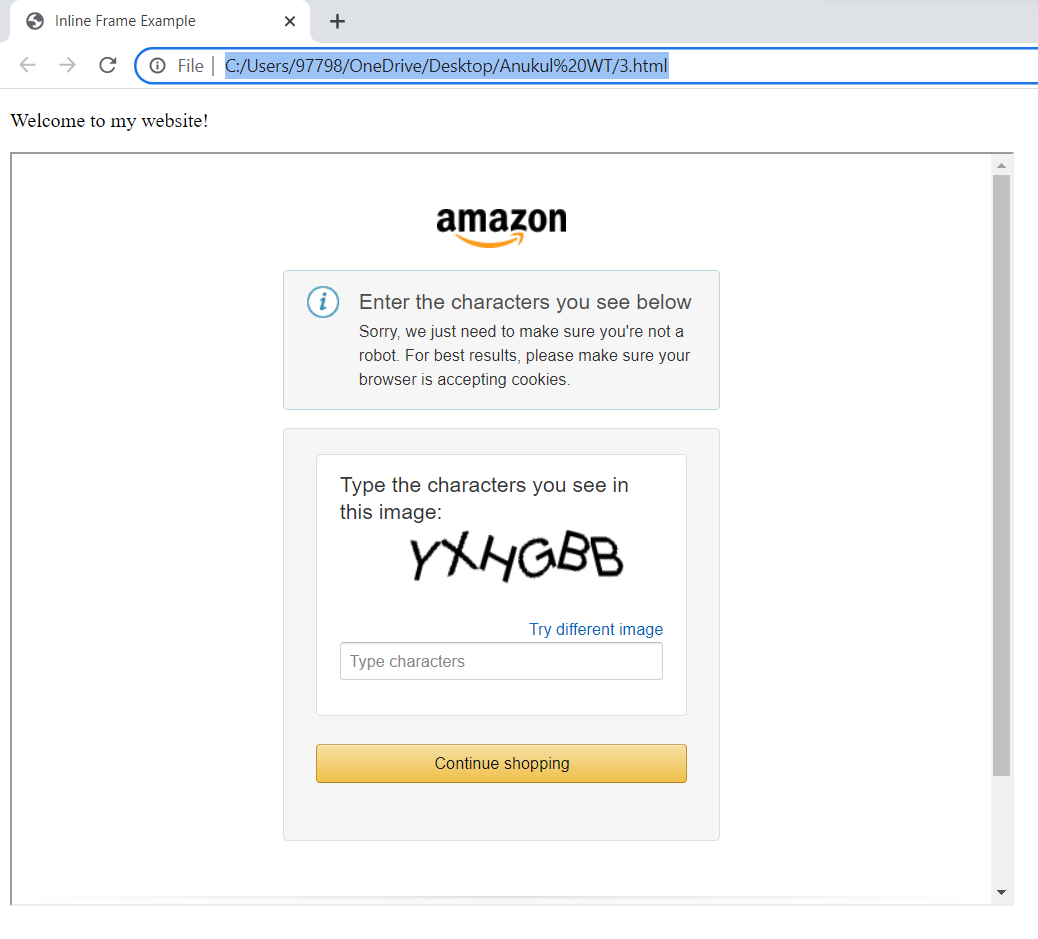 Inline Frame Example
File | C:/Users/97798/OneDrive/Desktop/Anukul%20WT/3.html
Welcome to my website!
amazon
Enter the characters you see below
Sorry, we just need to make sure you're not a
robot. For best results, please make sure your
browser is accepting cookies.
Type the characters you see in
this image:
YXHGBB
Try different image
Type characters
Continue shopping